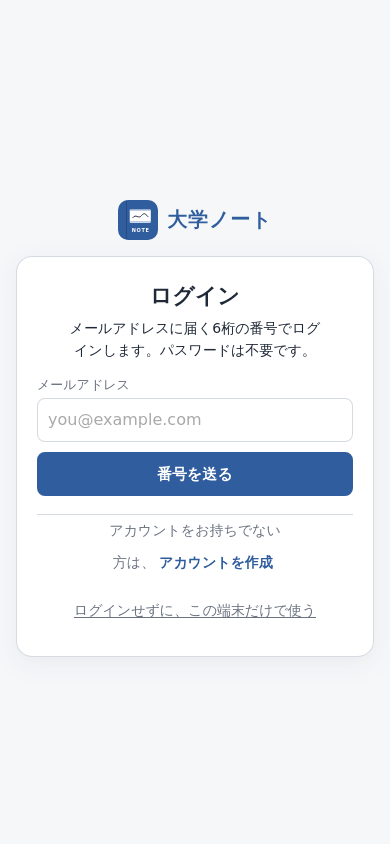 NOTE
大学ノート
ログイン
メールアドレスに届く6桁の番号でログ
インします。パスワードは不要です。
メールアドレス
you@example.com
番号を送る
アカウントをお持ちでない
方は、 アカウントを作成
ログインせずに、この端末だけで使う